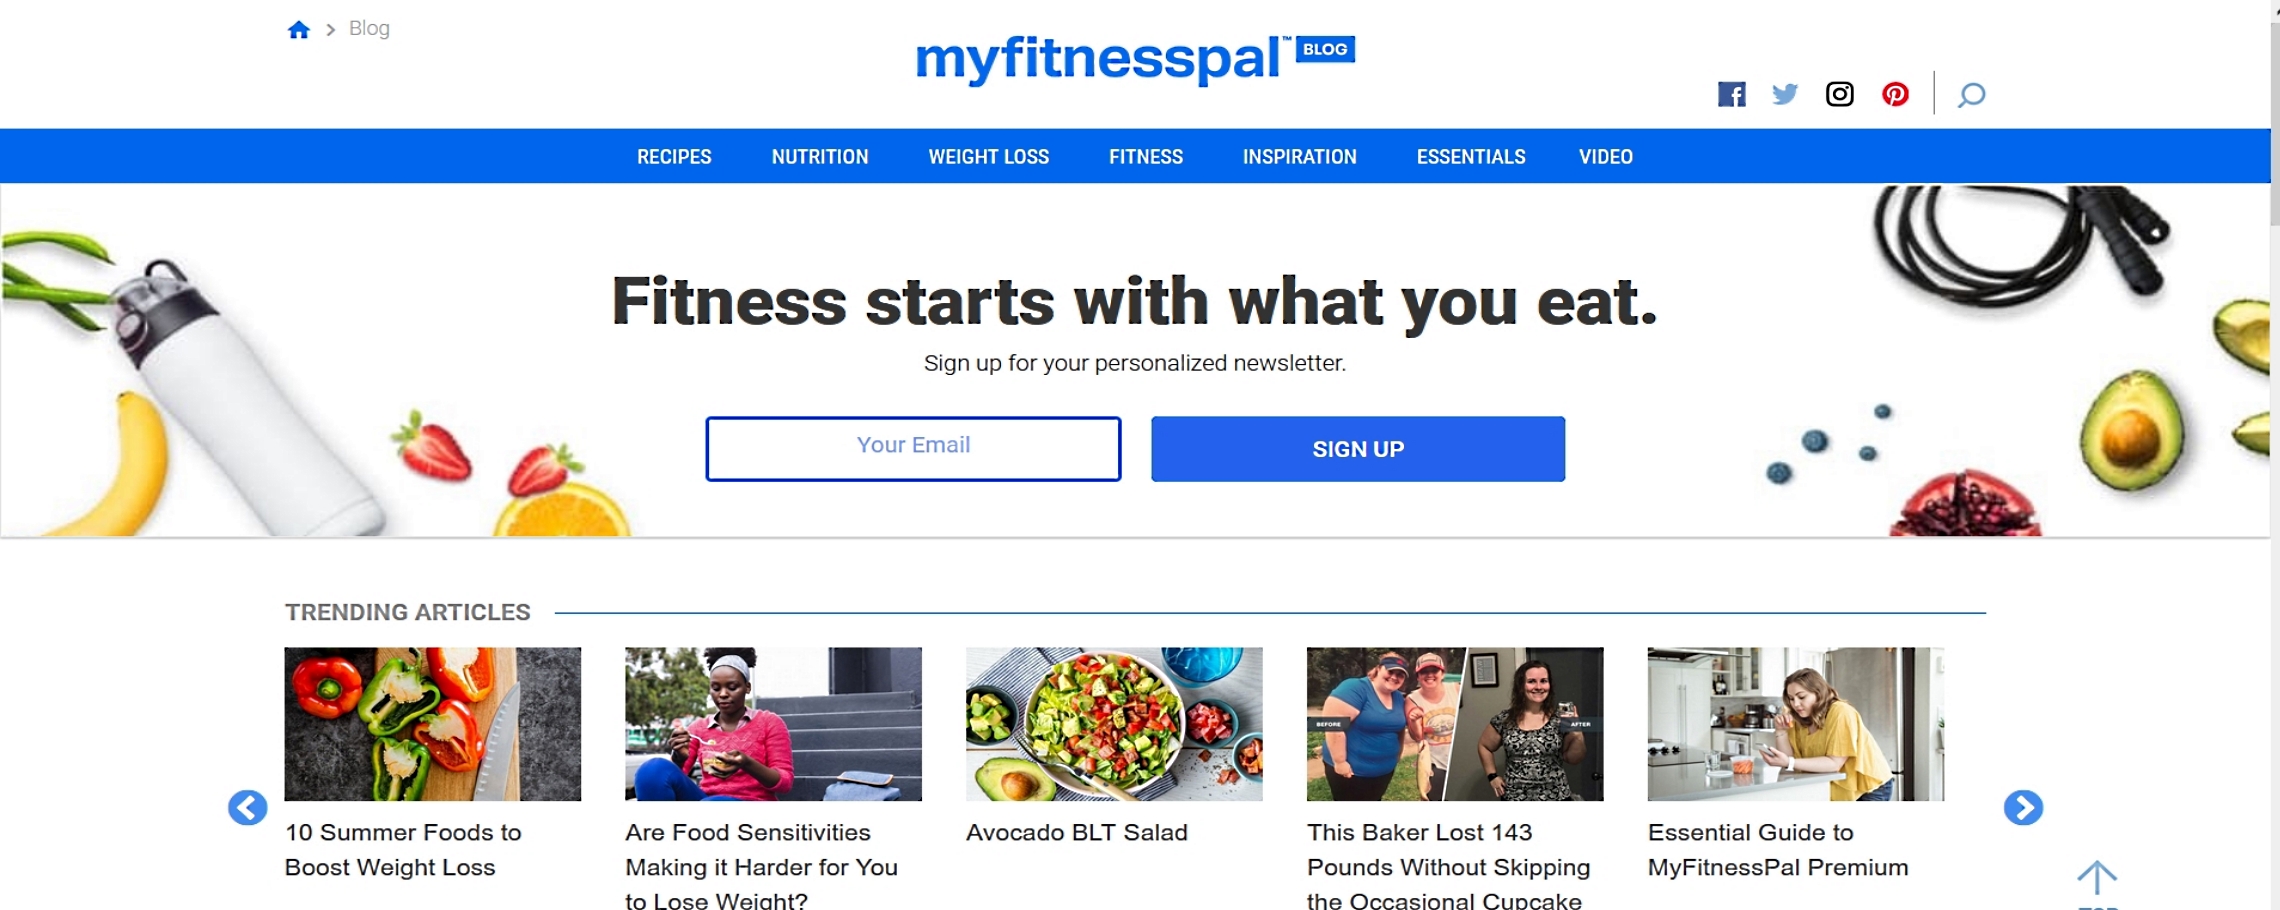 Blog
myfitnesspal™ BLOG
RECIPES NUTRITION WEIGHT LOSS FITNESS INSPIRATION ESSENTIALS VIDEO
Fitness starts with what you eat.
Sign up for your personalized newsletter.
Your Email SIGN UP
TRENDING ARTICLES
BEFORE AFTER
10 Summer Foods to
Boost Weight Loss
Are Food Sensitivities
Making it Harder for You
to Lose Weight?
Avocado BLT Salad
This Baker Lost 143
Pounds Without Skipping
the Occasional Cupcake
Essential Guide to
MyFitnessPal Premium
TOP